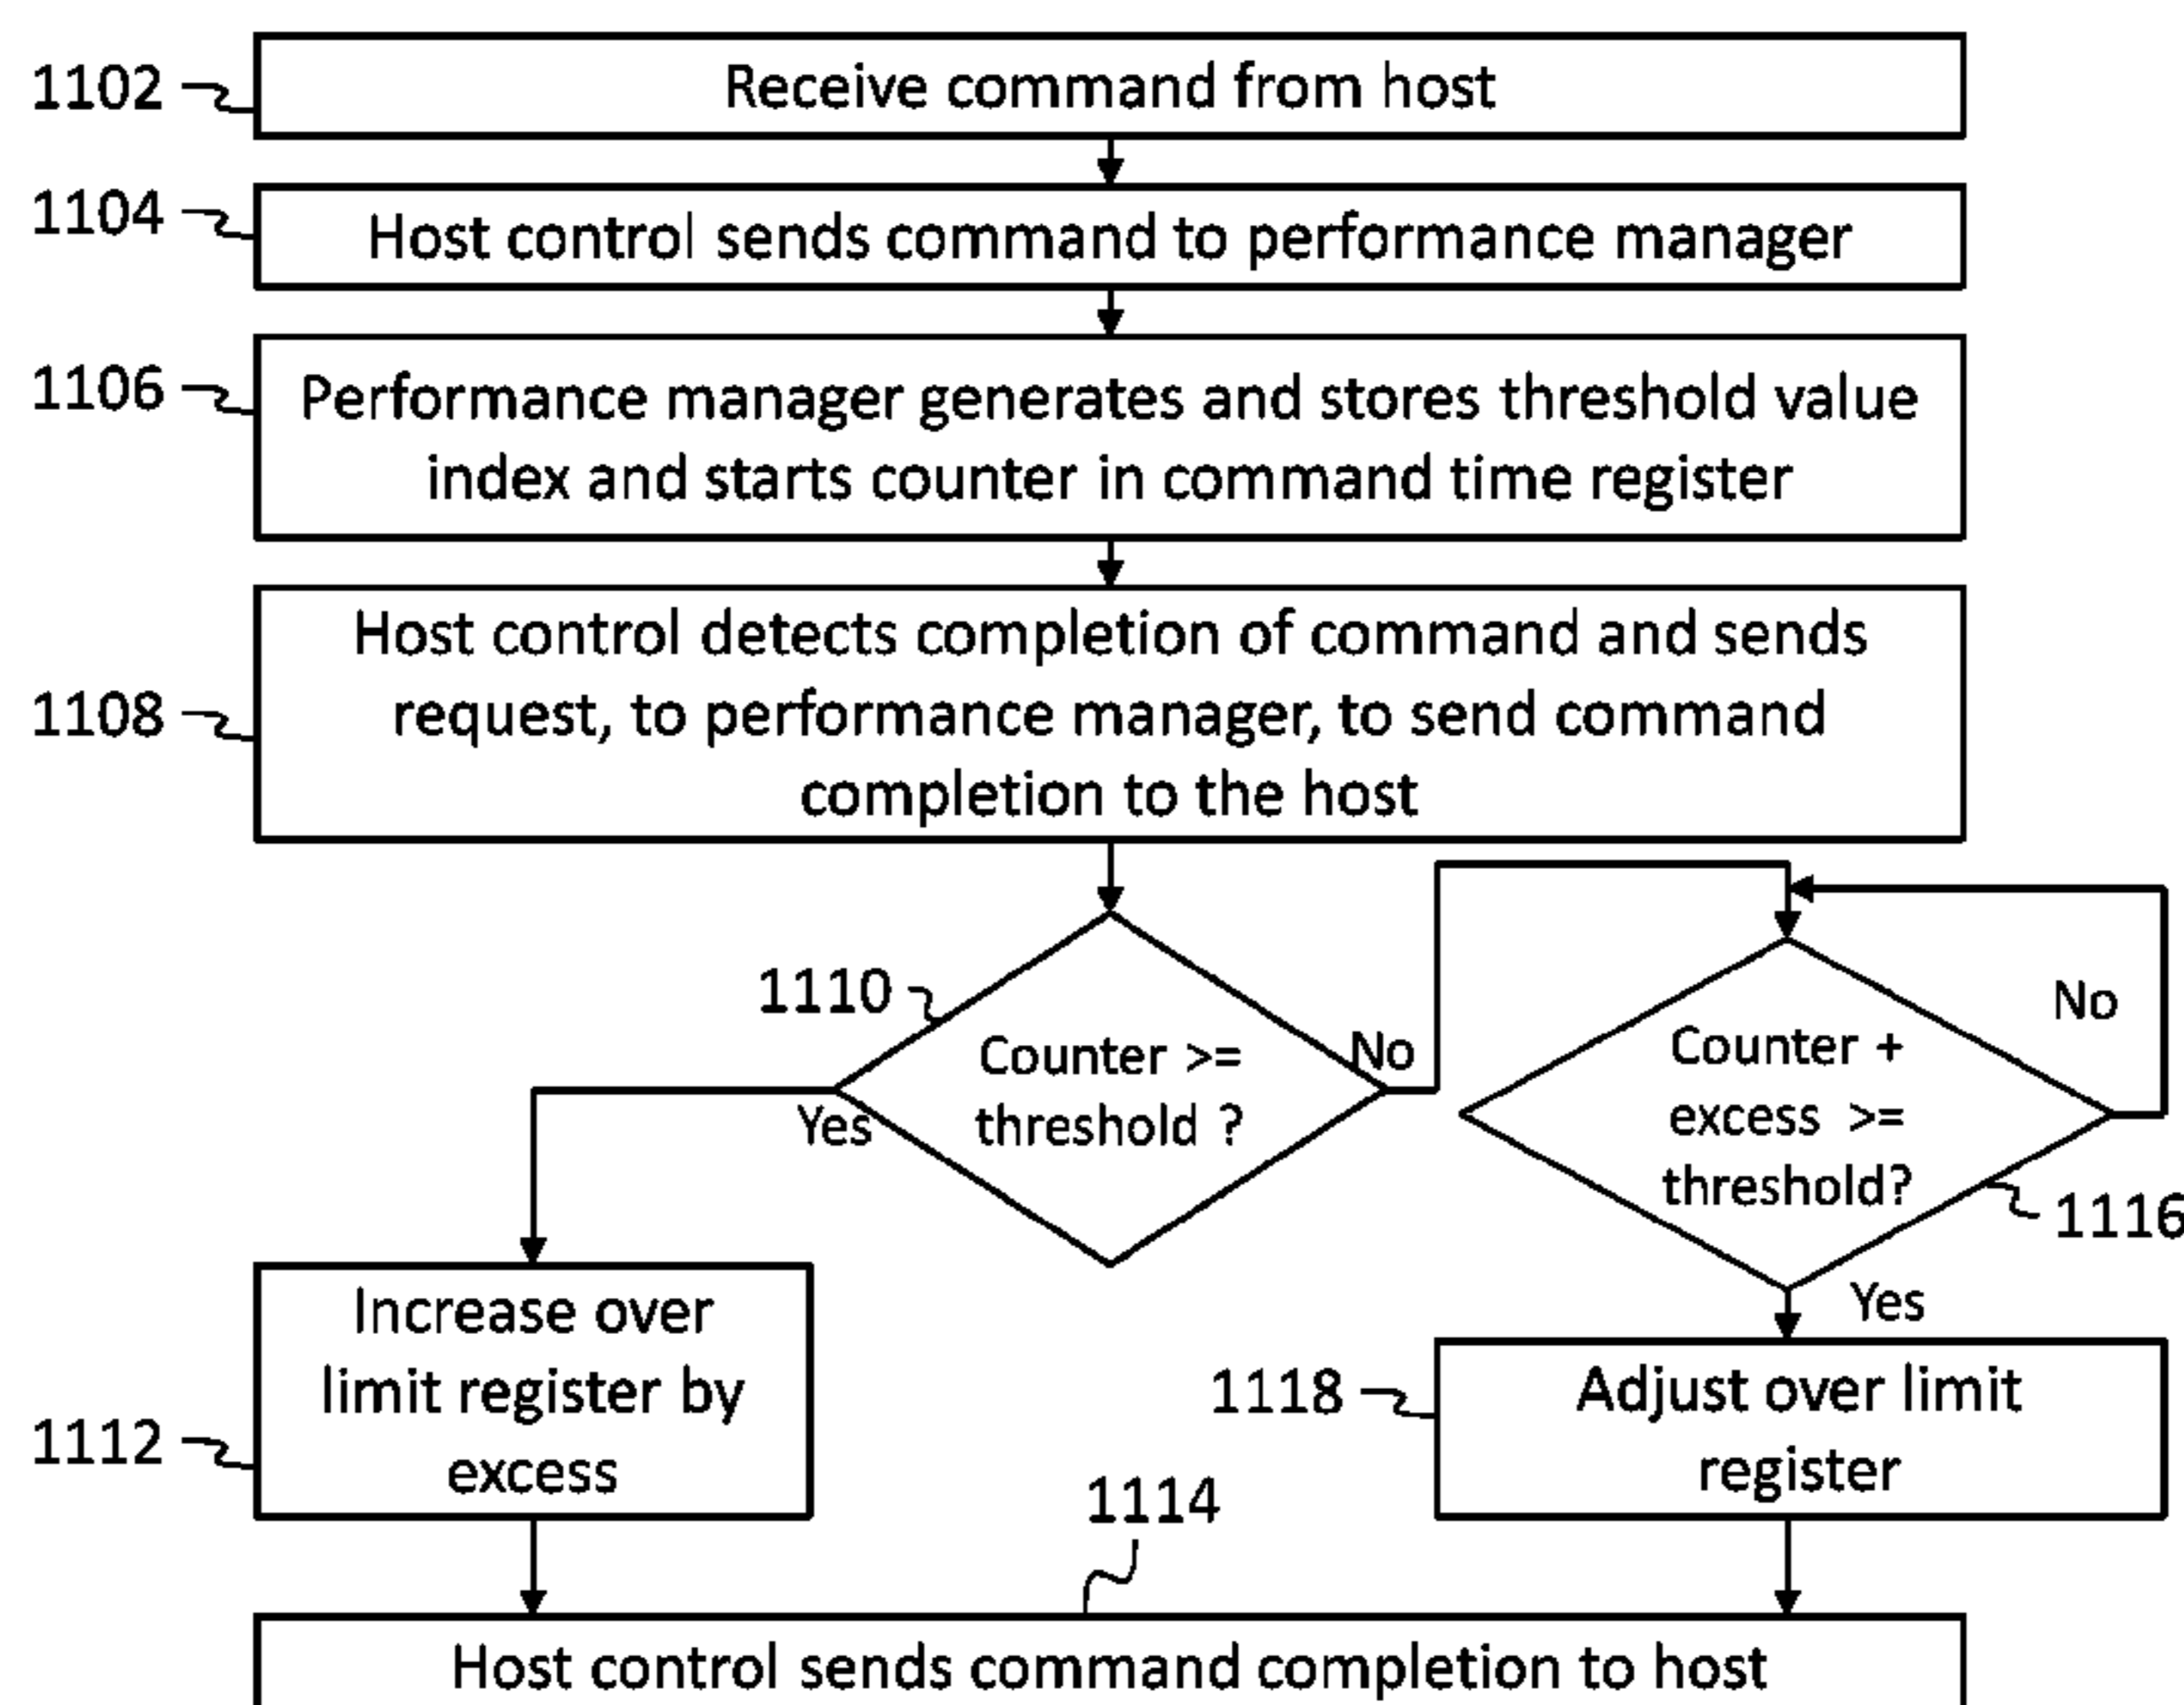 1102
Receive command from host
1104
Host control sends command to performance manager
1106
Performance manager generates and stores threshold value
index and starts counter in command time register
1108
Host control detects completion of command and sends
request, to performance manager, to send command
completion to the host
1110
Counter >=
threshold ?
Yes
No
Counter +
excess >=
threshold?
No
1116
Yes
1112
Increase over
limit register by
excess
1118
Adjust over limit
register
1114
Host control sends command completion to host